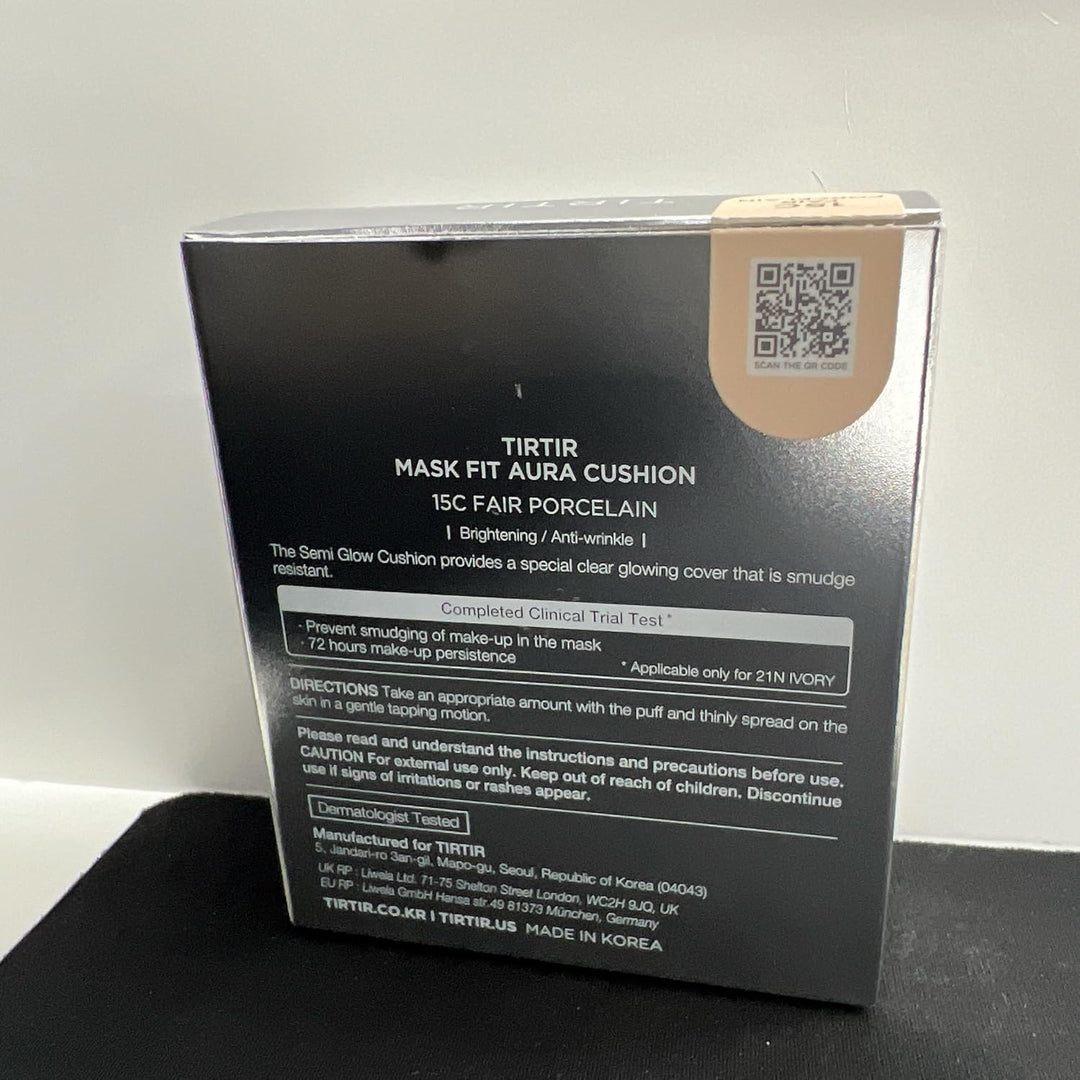 TIRTIR
15C
SCAN THE QR CODE
TIRTIR
MASK FIT AURA CUSHION
15C FAIR PORCELAIN
| Brightening / Anti-wrinkle |
The Semi Glow Cushion provides a special clear glowing cover that is smudge
resistant.
Completed Clinical Trial Test*
· Prevent smudging of make-up in the mask
· 72 hours make-up persistence
* Applicable only for 21N IVORY
DIRECTIONS Take an appropriate amount with the puff and thinly spread on the
skin in a gentle tapping motion.
Please read and understand the instructions and precautions before use.
CAUTION For external use only. Keep out of reach of children. Discontinue
use if signs of irritations or rashes appear.
Dermatologist Tested
Manufactured for TIRTIR
5, Jandari-ro 3an-gil, Mapo-gu, Seoul, Republic of Korea (04043)
UK RP : Liwela Ltd. 71-75 Shelton Street London, WC2H 9JQ, UK
EU RP : Liwela GmbH Hansa str.49 81373 München, Germany
TIRTIR.CO.KR | TIRTIR.US MADE IN KOREA